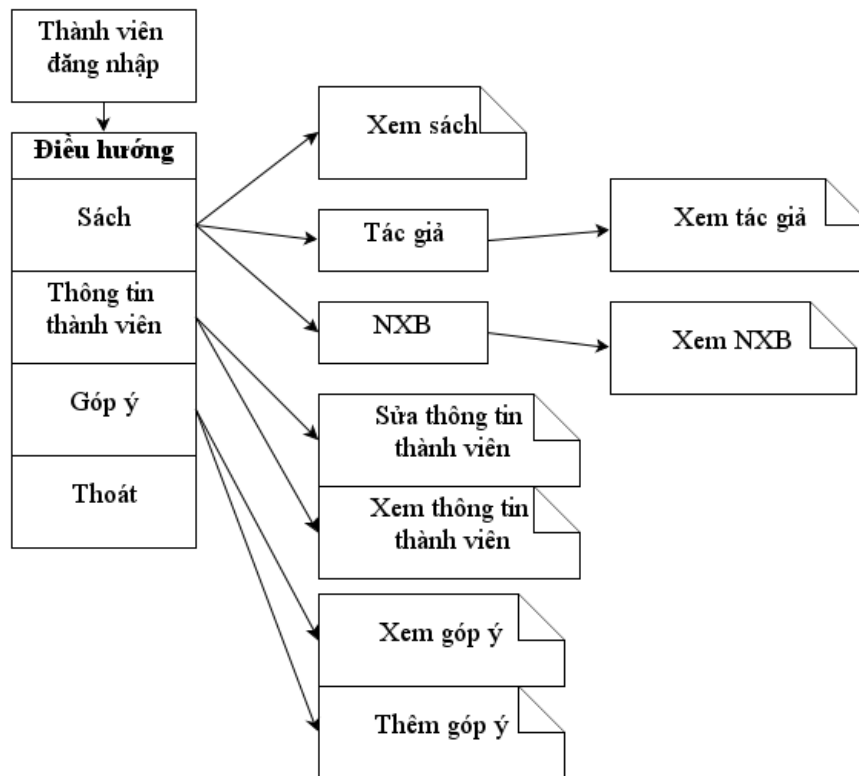 Thành viên
đăng nhập
Điều hướng
Sách
Thông tin
thành viên
Góp ý
Thoát
Xem sách
Tác giả
Xem tác giả
NXB
Xem NXB
Sửa thông tin
thành viên
Xem thông tin
thành viên
Xem góp ý
Thêm góp ý